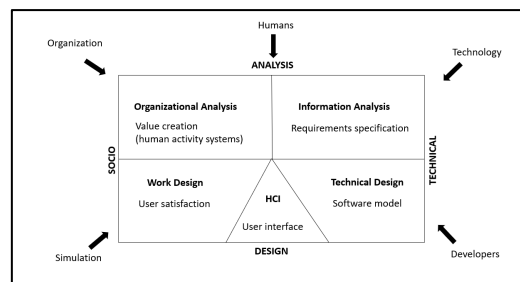 Humans
Organization
Technology
ANALYSIS
Organizational Analysis
Value creation
(human activity systems)
Information Analysis
Requirements specification
SOCIO
TECHNICAL
Work Design
User satisfaction
HCI
User interface
Technical Design
Software model
DESIGN
Simulation
Developers